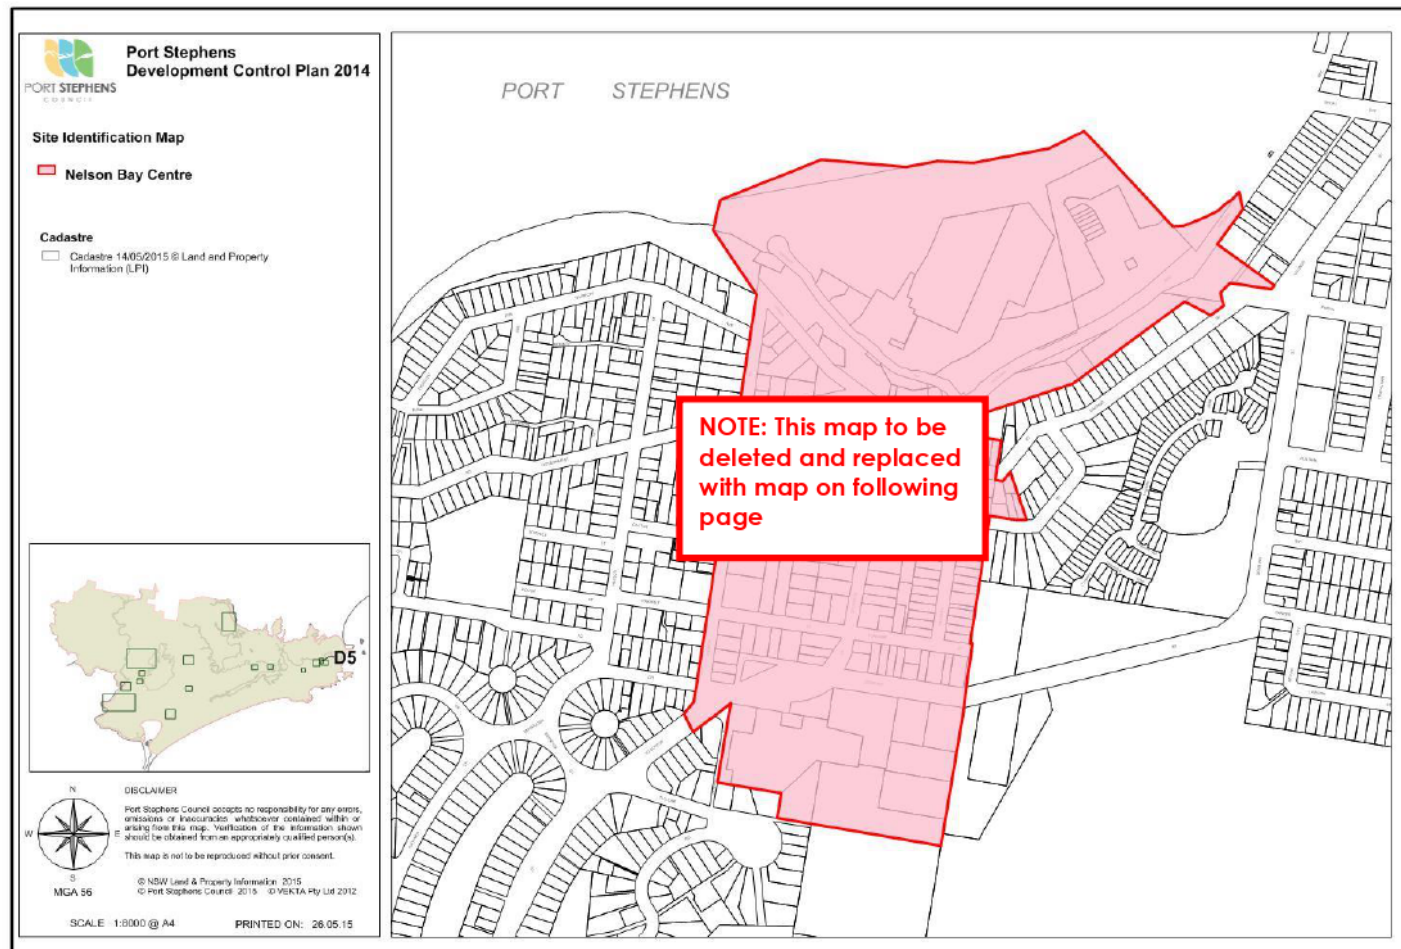 PORT STEPHENS
COUNCIL
Port Stephens
Development Control Plan 2014
Site Identification Map
Nelson Bay Centre
Cadastre
Cadastre 14/05/2015 © Land and Property
Information (LPI)
D5
N
W
E
S
MGA 56
DISCLAIMER
Port Stephens Council accepts no responsibility for any errors,
omissions or inaccuracies whatsoever contained within or
arising from this map. Verification of the information shown
should be obtained from an appropriately qualified person(s).
This map is not to be reproduced without prior consent.
© NSW Land & Property Information 2015
© Port Stephens Council 2015 © VEKTA Pty Ltd 2012
SCALE 1:8000 @ A4
PRINTED ON: 26.05.15
PORT STEPHENS
NOTE: This map to be
deleted and replaced
with map on following
page